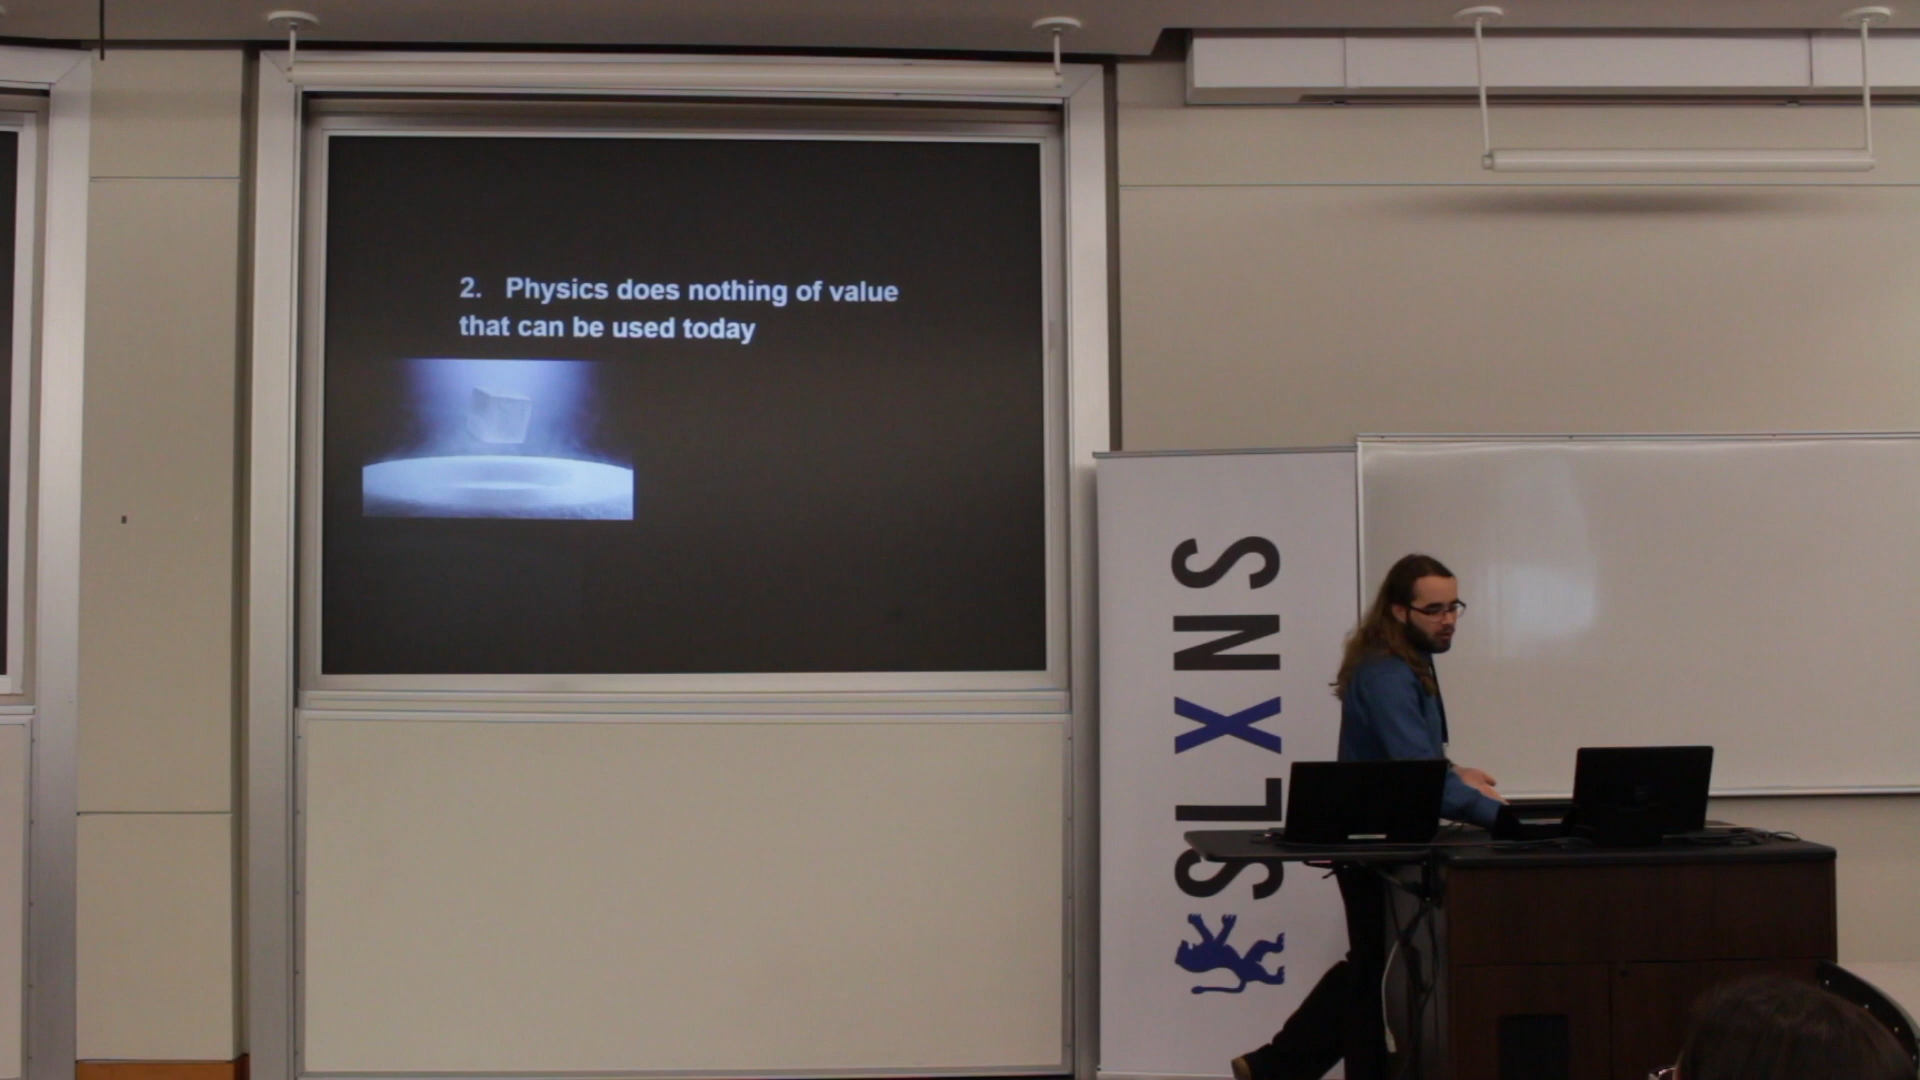 2. Physics does nothing of value
that can be used today
SLXNS